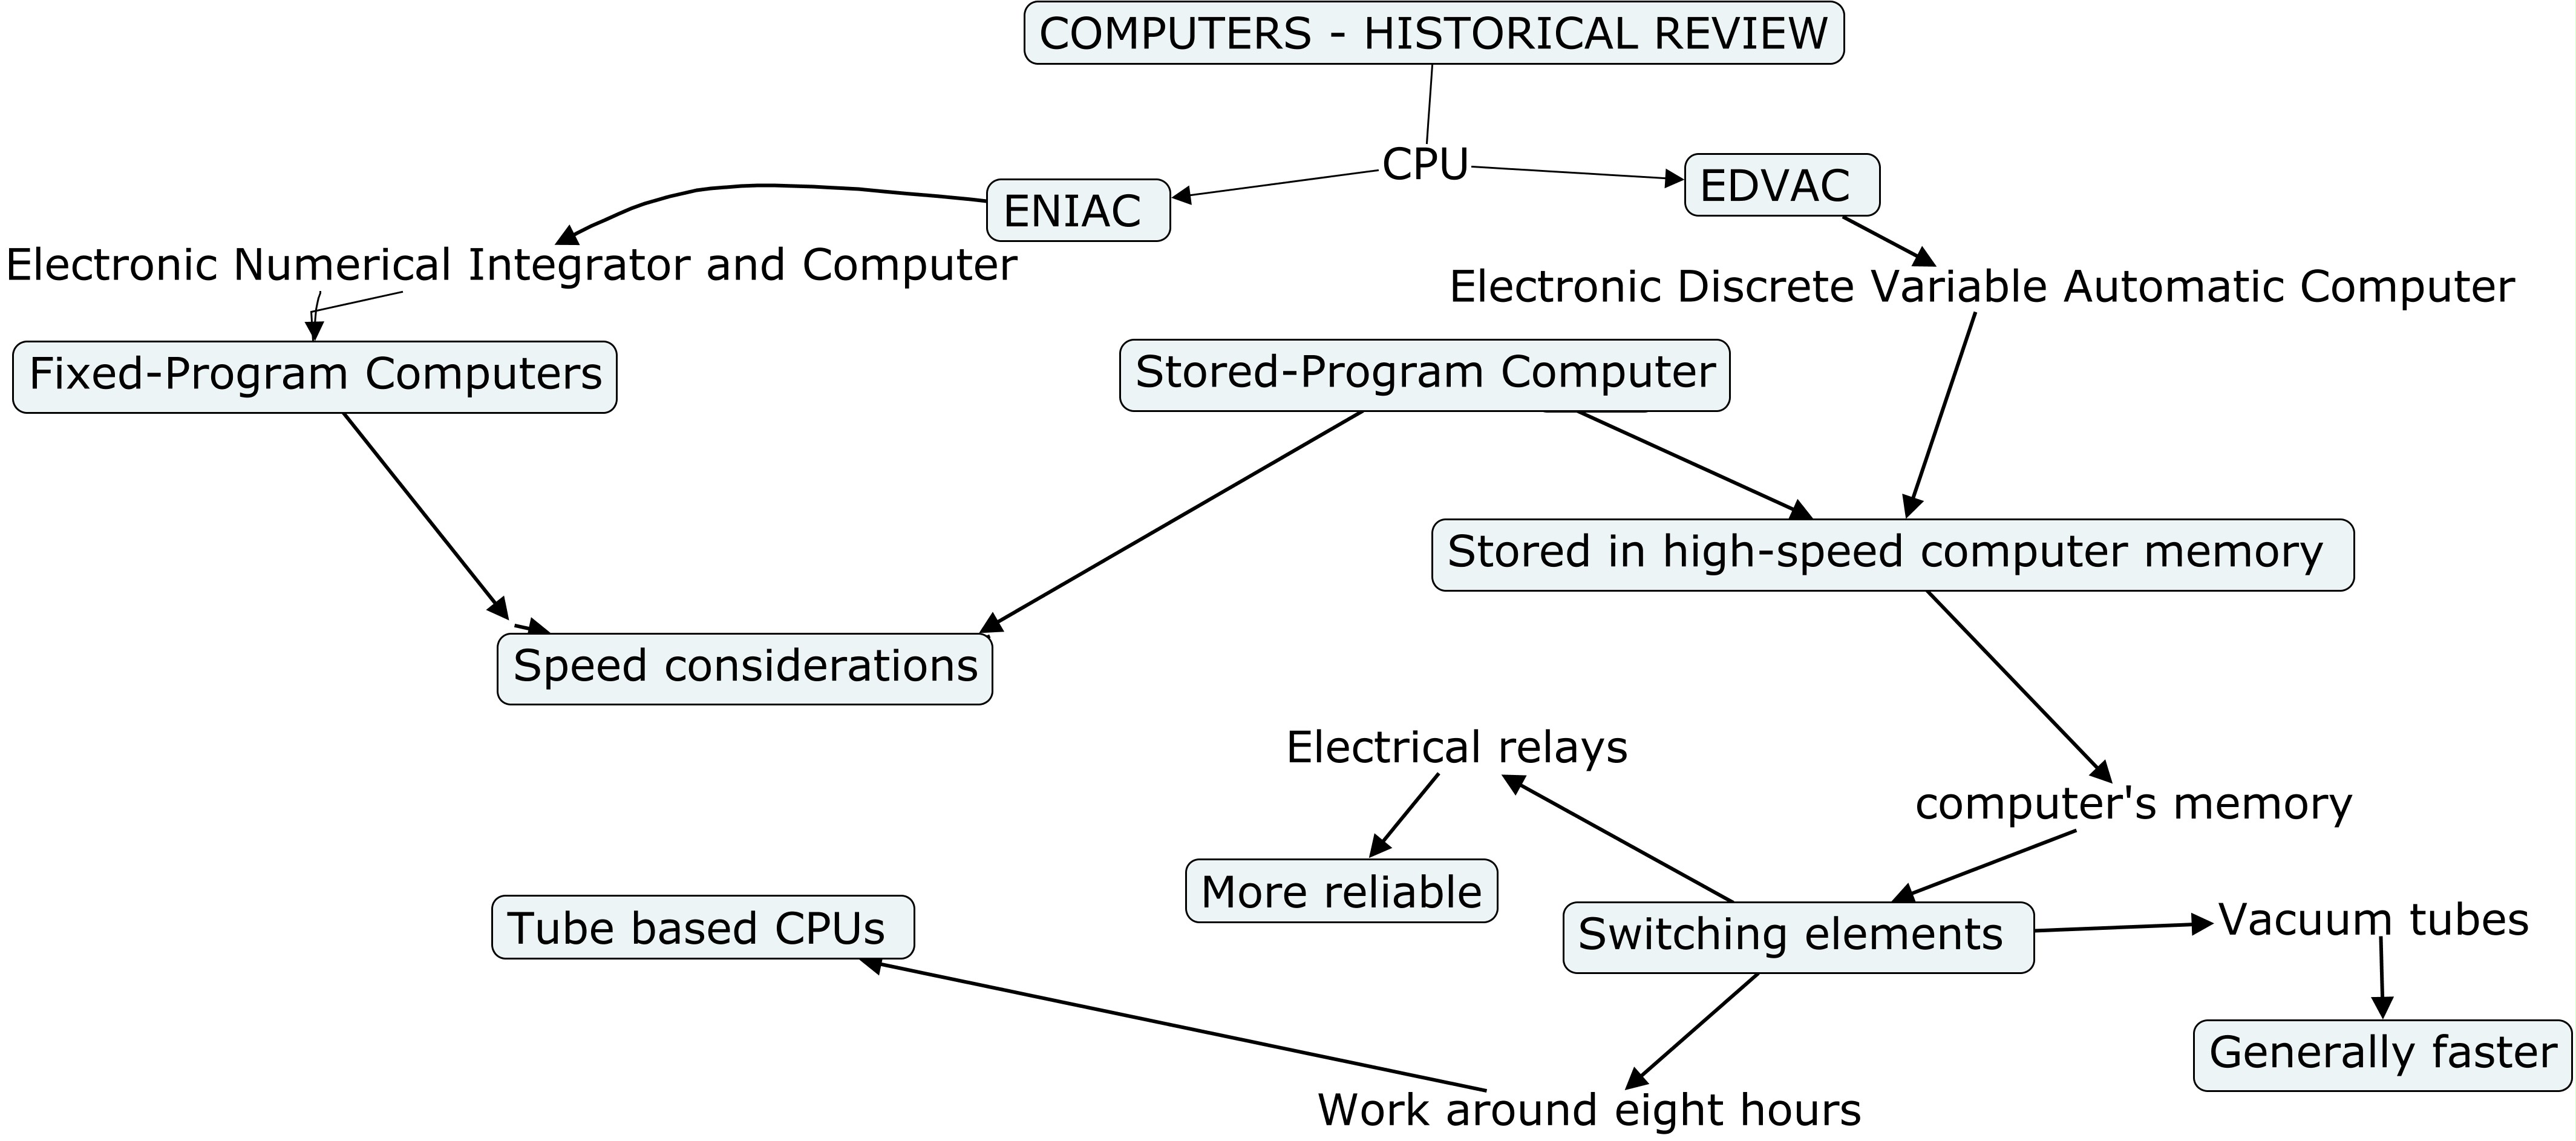 COMPUTERS - HISTORICAL REVIEW
CPU
ENIAC
EDVAC
Electronic Numerical Integrator and Computer
Electronic Discrete Variable Automatic Computer
Fixed-Program Computers
Stored-Program Computer
Stored in high-speed computer memory
Speed considerations
Electrical relays
computer's memory
More reliable
Tube based CPUs
Switching elements
Vacuum tubes
Generally faster
Work around eight hours